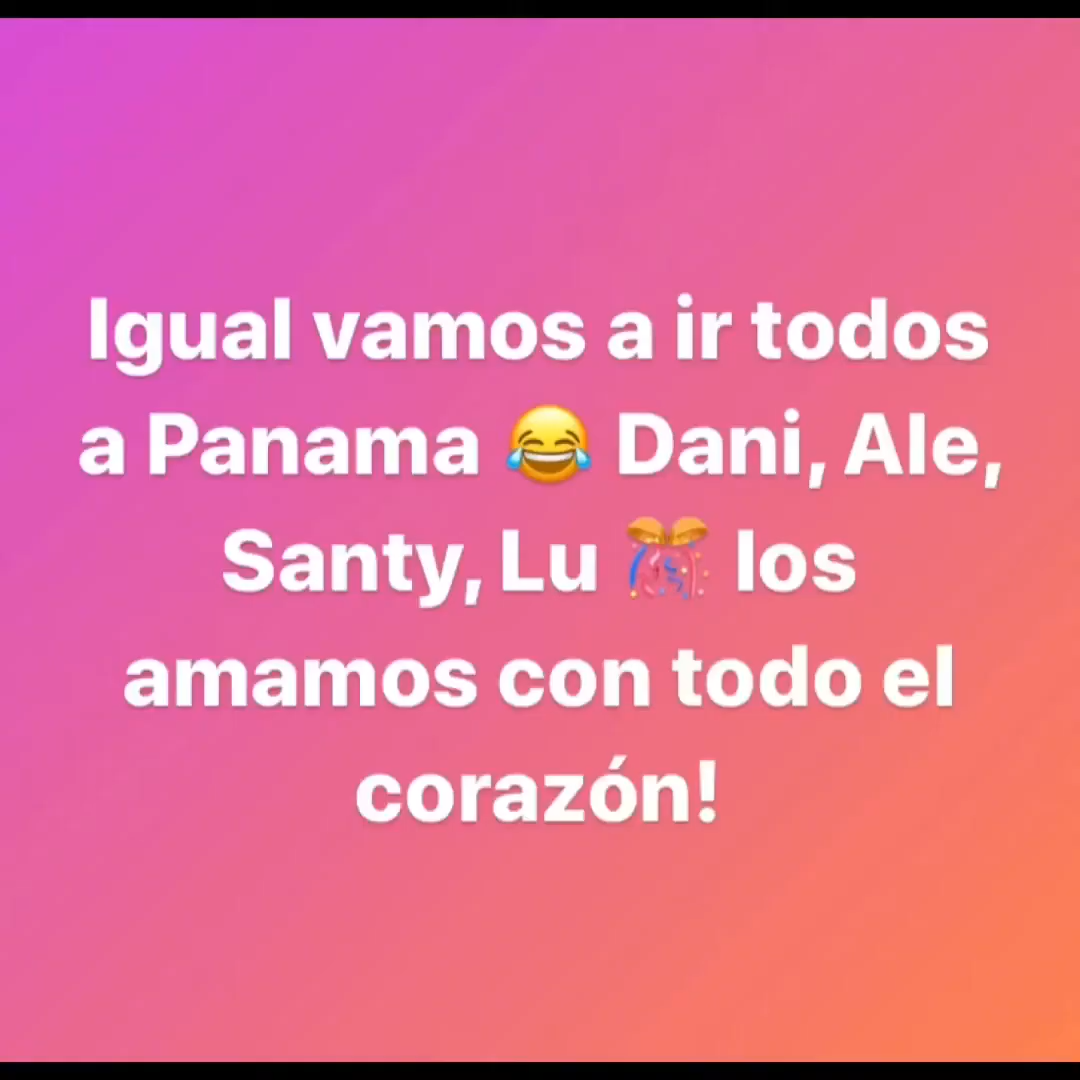 Igual vamos a ir todos
a Panama 😂 Dani, Ale,
Santy, Lu 🎊 los
amamos con todo el
corazón!